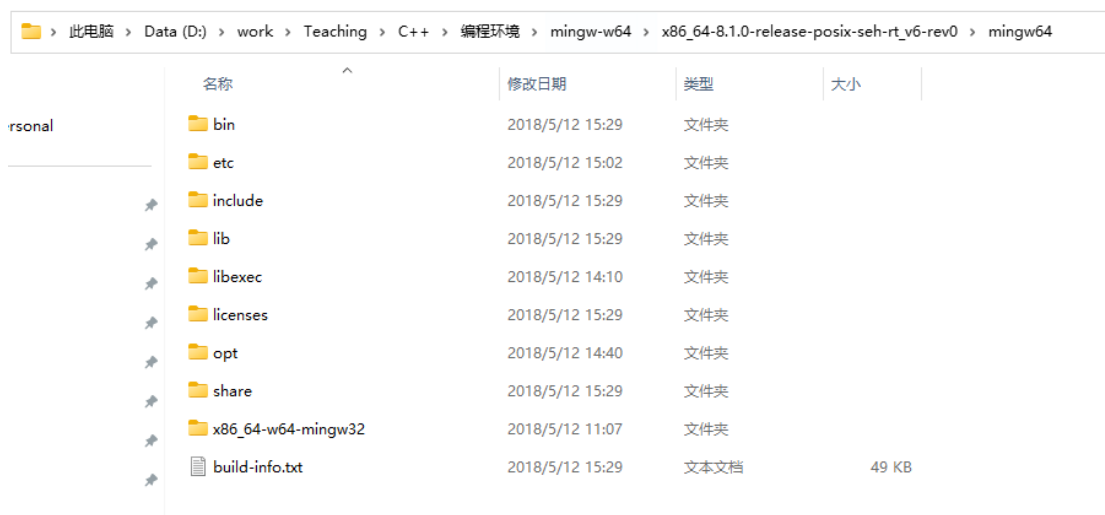 此电脑 > Data (D:) > work > Teaching > C++ > 编程环境 > mingw-w64 > x86_64-8.1.0-release-posix-seh-rt_v6-rev0 > mingw64
名称 修改日期 类型 大小
rsonal
bin 2018/5/12 15:29 文件夹
etc 2018/5/12 15:02 文件夹
include 2018/5/12 15:29 文件夹
lib 2018/5/12 15:29 文件夹
libexec 2018/5/12 14:10 文件夹
licenses 2018/5/12 15:29 文件夹
opt 2018/5/12 14:40 文件夹
share 2018/5/12 15:29 文件夹
x86_64-w64-mingw32 2018/5/12 11:07 文件夹
build-info.txt 2018/5/12 15:29 文本文档 49 KB